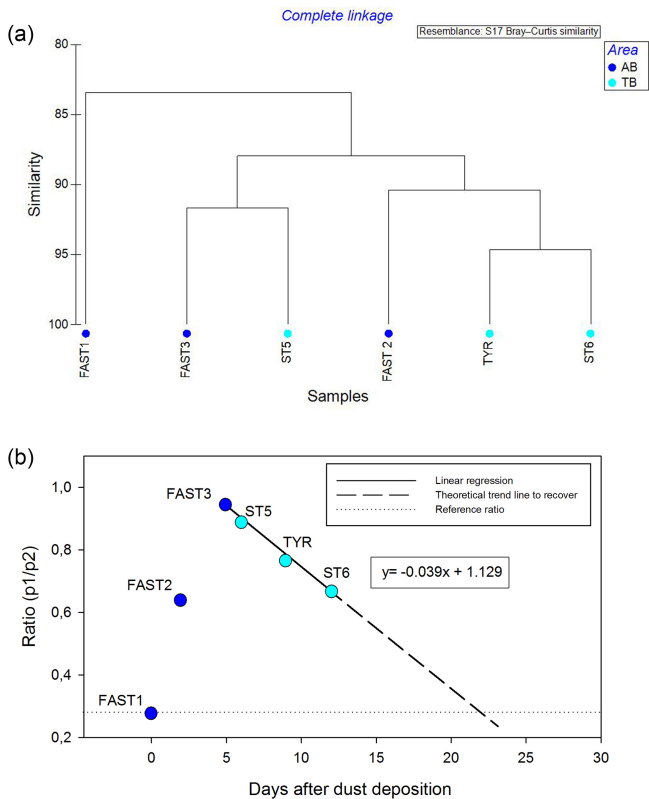 Complete linkage
(a)
Resemblance: S17 Bray–Curtis similarity
Area
AB
TB
80
85
90
95
100
Similarity
FAST1
FAST3
ST5
FAST 2
TYR
ST6
Samples
(b)
1,0
0,8
0,6
0,4
0,2
Ratio (p1/p2)
Linear regression
Theoretical trend line to recover
Reference ratio
FAST3
ST5
TYR
ST6
FAST2
FAST1
y= -0.039x + 1.129
0 5 10 15 20 25 30
Days after dust deposition